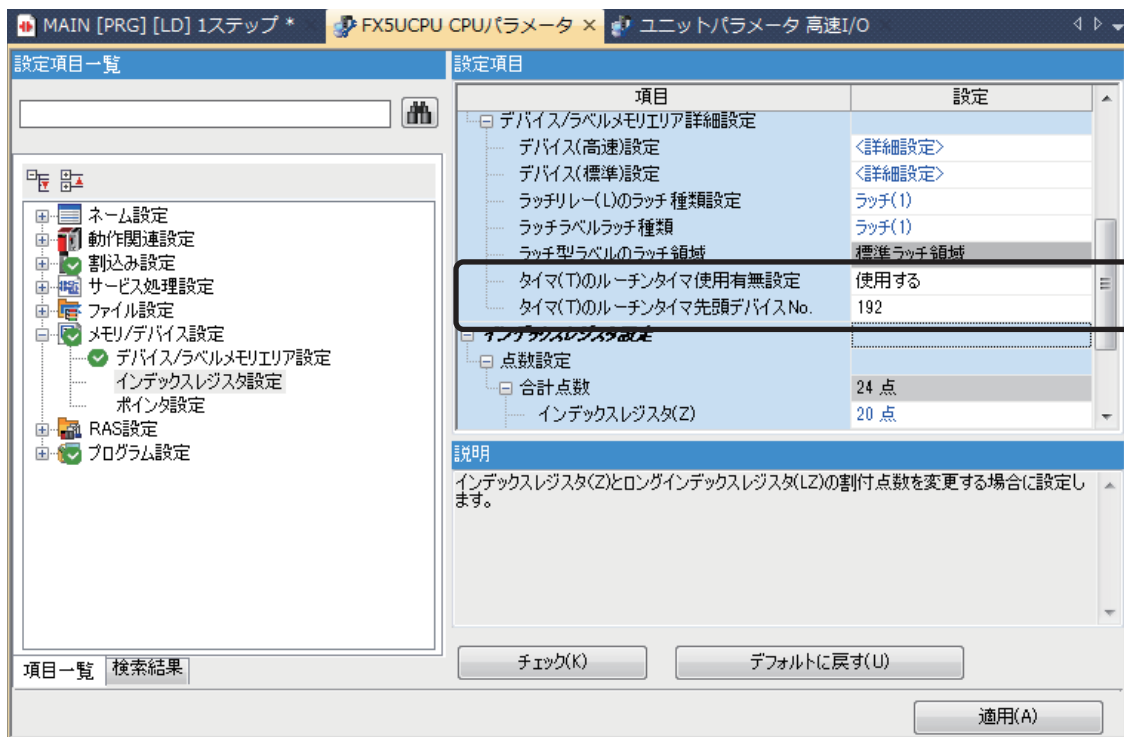 MAIN [PRG] [LD] 1ステップ *
FX5UCPU CPUパラメータ
ユニットパラメータ 高速I/O
設定項目一覧
ネーム設定
動作関連設定
割込み設定
サービス処理設定
ファイル設定
メモリ/デバイス設定
デバイス/ラベルメモリエリア設定
インデックスレジスタ設定
ポインタ設定
RAS設定
プログラム設定
項目一覧 検索結果
設定項目
項目 設定
デバイス/ラベルメモリエリア詳細設定
デバイス(高速)設定 <詳細設定>
デバイス(標準)設定 <詳細設定>
ラッチリレー(L)のラッチ種類設定 ラッチ(1)
ラッチラベルラッチ種類 ラッチ(1)
ラッチ型ラベルのラッチ領域 標準ラッチ領域
タイマ(T)のルーチンタイマ使用有無設定 使用する
タイマ(T)のルーチンタイマ先頭デバイスNo. 192
インデックスレジスタ設定
点数設定
合計点数 24 点
インデックスレジスタ(Z) 20 点
説明
インデックスレジスタ(Z)とロングインデックスレジスタ(LZ)の割付点数を変更する場合に設定し
ます。
チェック(K) デフォルトに戻す(U)
適用(A)